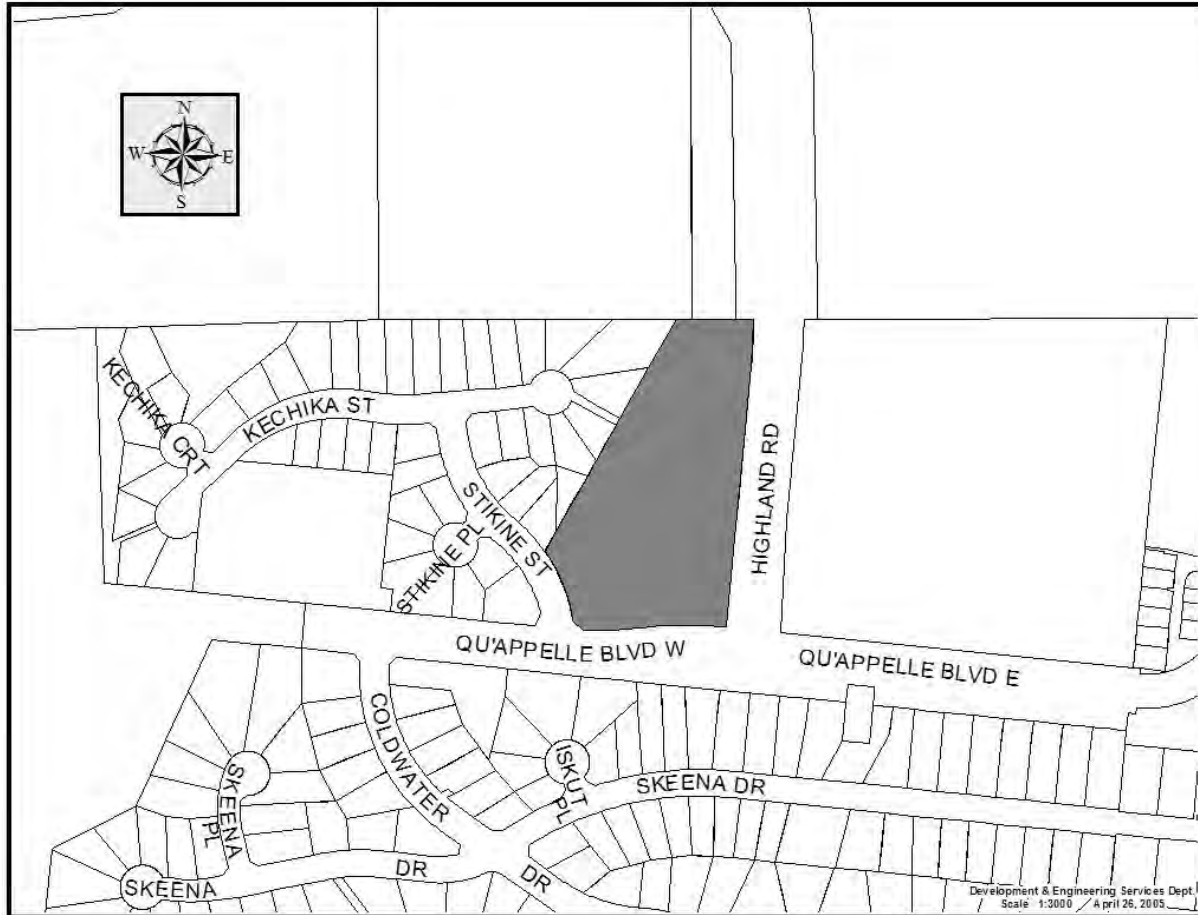 N
W E
S
KECHIKA CRT
KECHIKA ST
STIKINE ST
STIKINE PL
HIGHLAND RD
QU'APPELLE BLVD W
QU'APPELLE BLVD E
COLDWATER
DR
ISKUT
PL
SKEENA DR
SKEENA
PL
SKEENA
DR
Development & Engineering Services Dept.
Scale 1:3000 / April 26, 2005